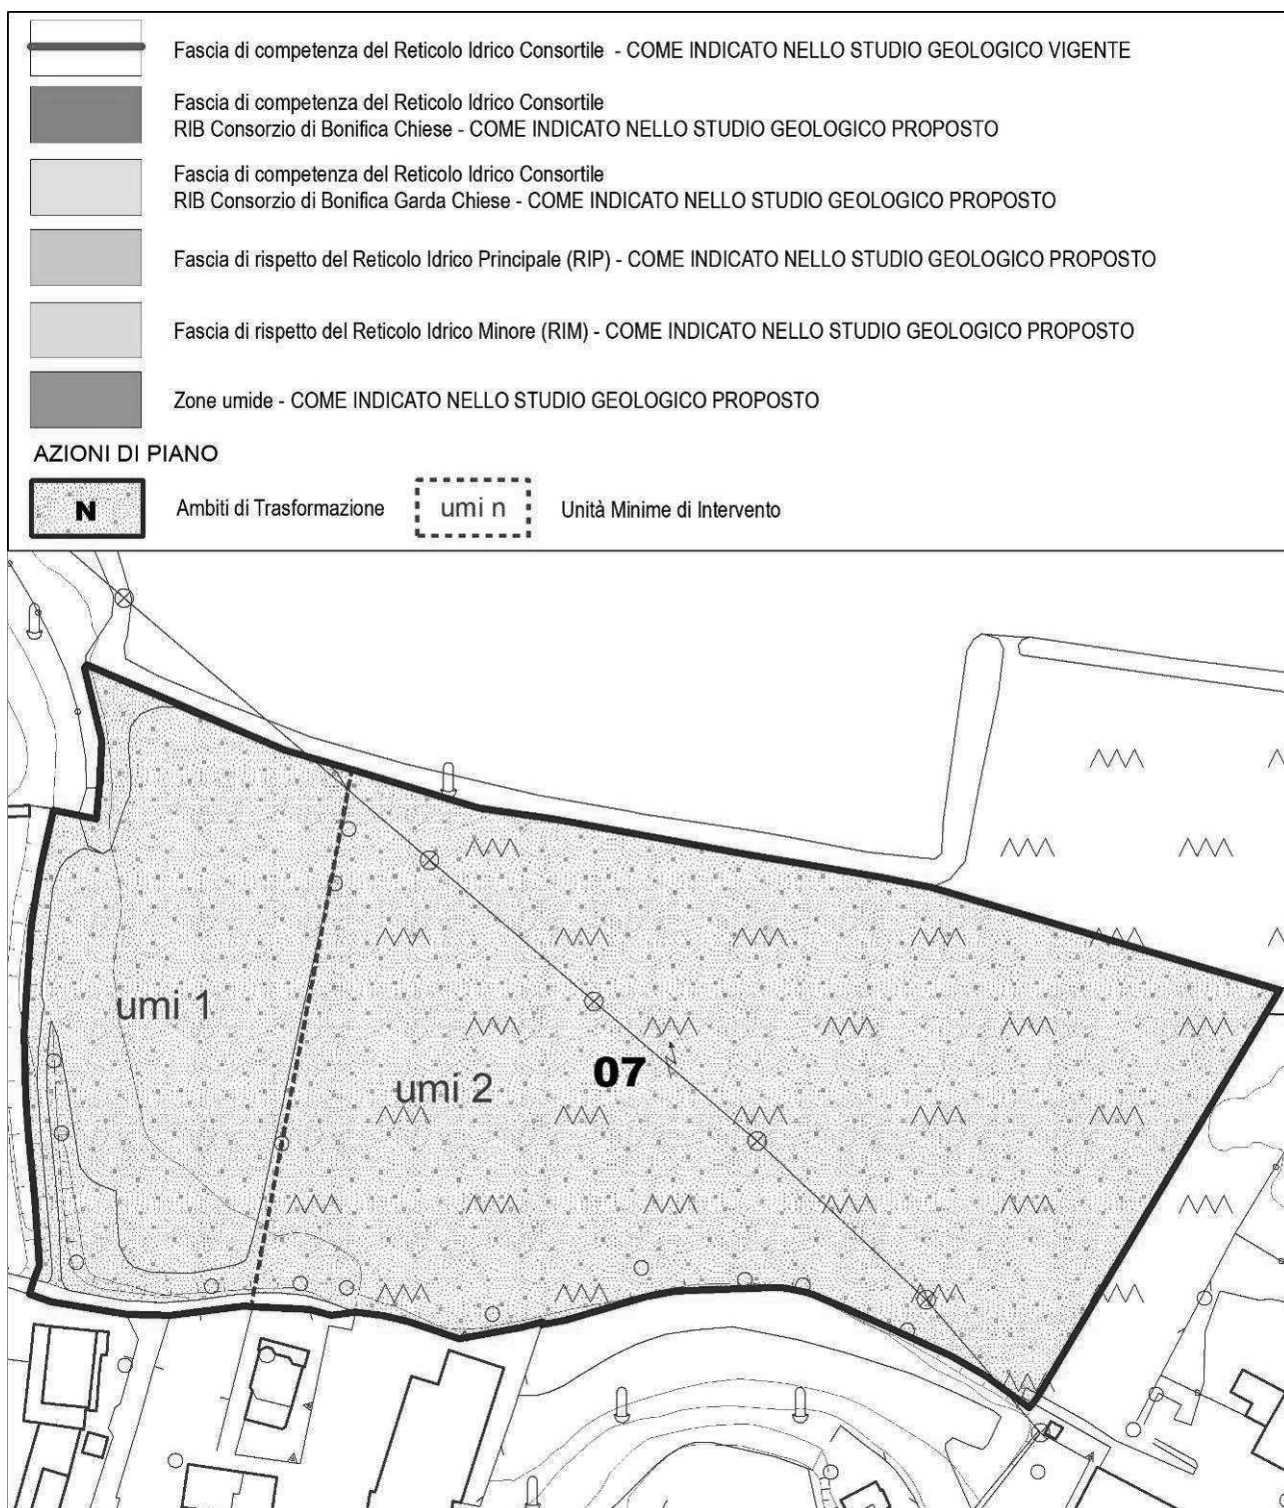 Fascia di competenza del Reticolo Idrico Consortile - COME INDICATO NELLO STUDIO GEOLOGICO VIGENTE
Fascia di competenza del Reticolo Idrico Consortile
RIB Consorzio di Bonifica Chiese - COME INDICATO NELLO STUDIO GEOLOGICO PROPOSTO
Fascia di competenza del Reticolo Idrico Consortile
RIB Consorzio di Bonifica Garda Chiese - COME INDICATO NELLO STUDIO GEOLOGICO PROPOSTO
Fascia di rispetto del Reticolo Idrico Principale (RIP) - COME INDICATO NELLO STUDIO GEOLOGICO PROPOSTO
Fascia di rispetto del Reticolo Idrico Minore (RIM) - COME INDICATO NELLO STUDIO GEOLOGICO PROPOSTO
Zone umide - COME INDICATO NELLO STUDIO GEOLOGICO PROPOSTO
AZIONI DI PIANO
N Ambiti di Trasformazione umi n Unità Minime di Intervento
umi 1
07
umi 2